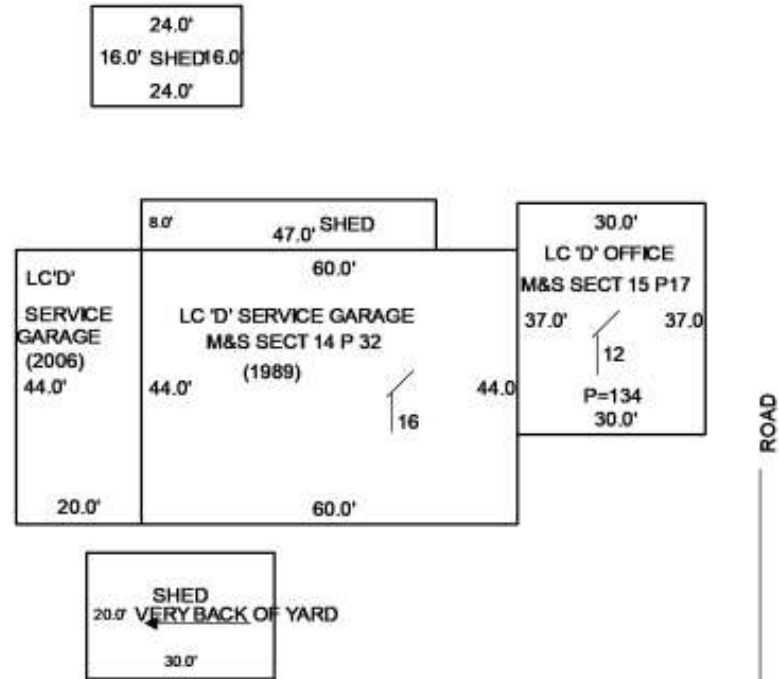 24.0'
16.0' SHED 16.0'
24.0'
8.0' 47.0' SHED
60.0'
LC'D'
SERVICE
GARAGE
(2006)
44.0'
20.0'
LC 'D' SERVICE GARAGE
M&S SECT 14 P 32
(1989)
44.0' 44.0
16
60.0'
30.0'
LC 'D' OFFICE
M&S SECT 15 P17
37.0' 37.0
12
P=134
30.0'
ROAD
SHED
20.0' VERY BACK OF YARD
30.0'